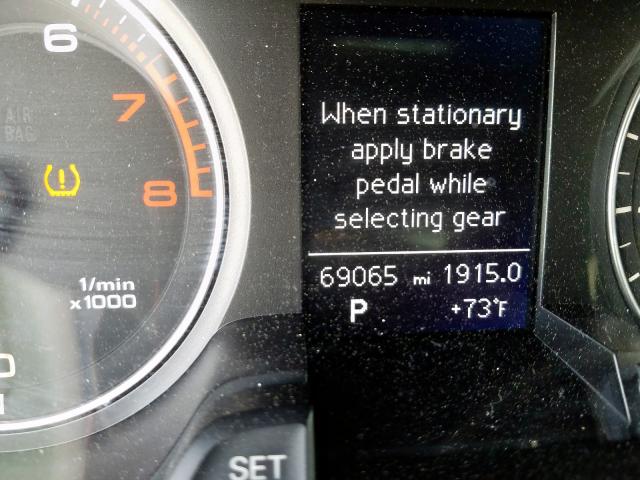 6
7
8
AIR
BAG
1/min
x1000
When stationary
apply brake
pedal while
selecting gear
69065 mi 1915.0
P +73°F
SET